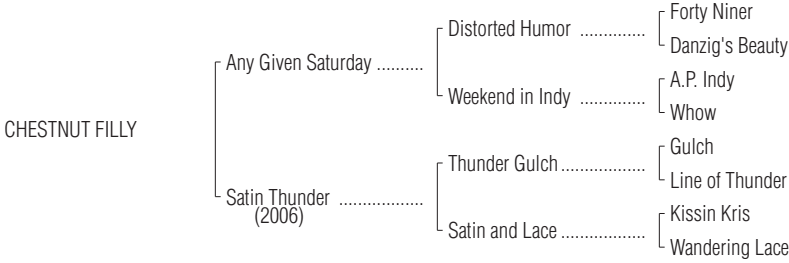 Forty Niner
Distorted Humor ..............
Danzig's Beauty
Any Given Saturday ..........
A.P. Indy
Weekend in Indy ..............
Whow
CHESTNUT FILLY
Gulch
Thunder Gulch ..................
Line of Thunder
Satin Thunder ..................
(2006)
Kissin Kris
Satin and Lace ..................
Wandering Lace